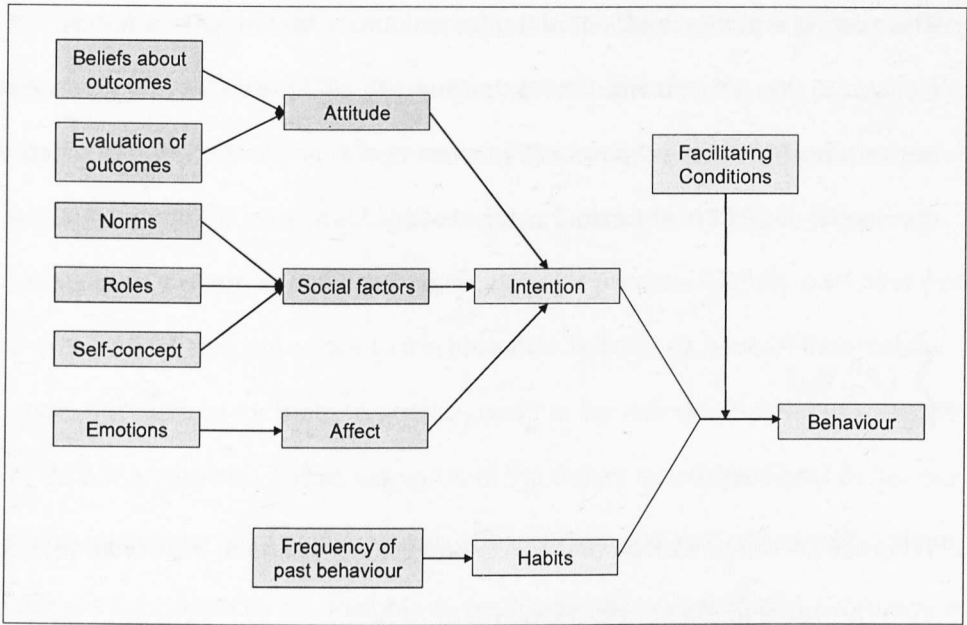 Beliefs about
outcomes
Evaluation of
outcomes
Attitude
Facilitating
Conditions
Norms
Roles
Social factors
Intention
Self-concept
Emotions
Affect
Behaviour
Frequency of
past behaviour
Habits